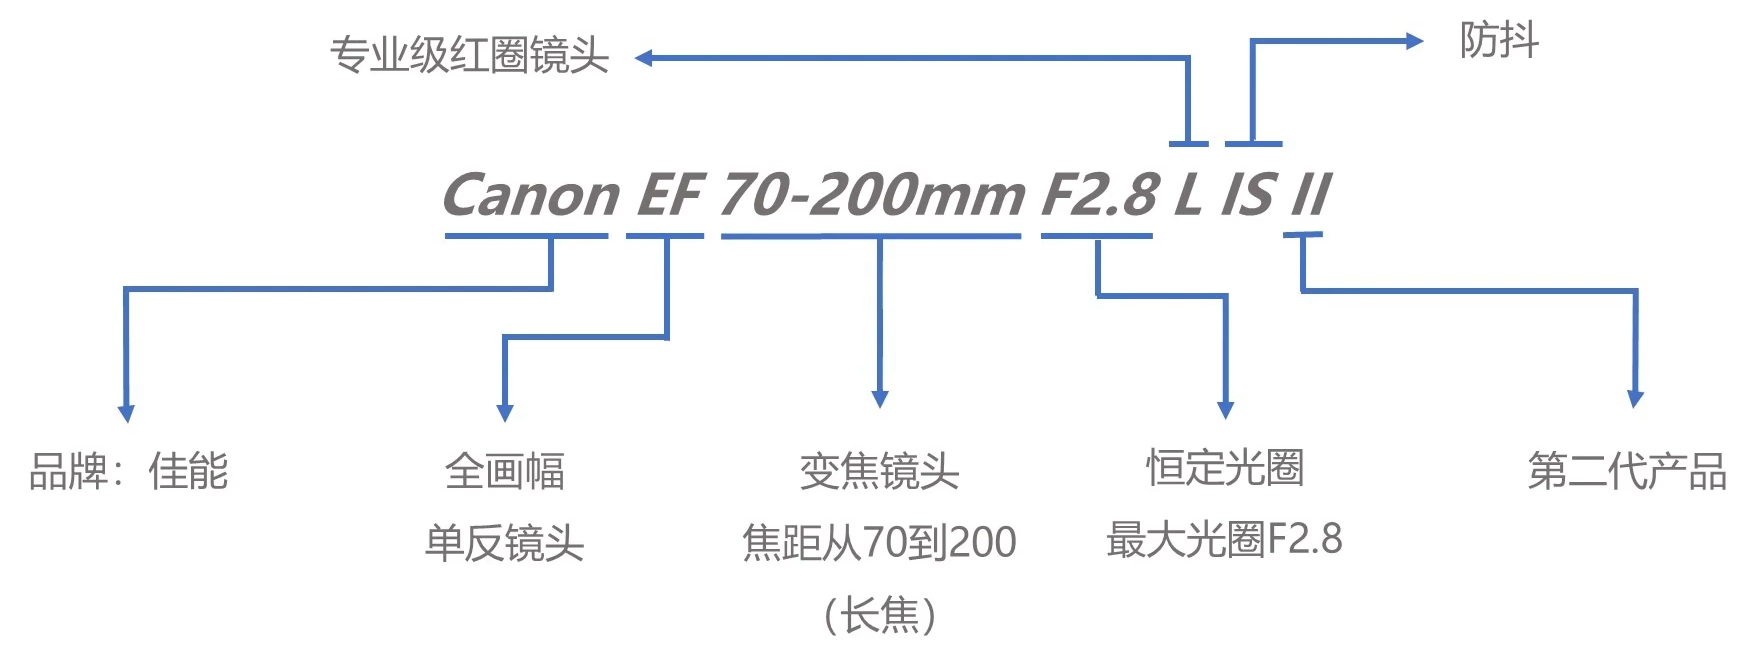 专业级红圈镜头
防抖
Canon EF 70-200mm F2.8 L IS II
品牌：佳能
全画幅
单反镜头
变焦镜头
焦距从70到200
（长焦）
恒定光圈
最大光圈F2.8
第二代产品